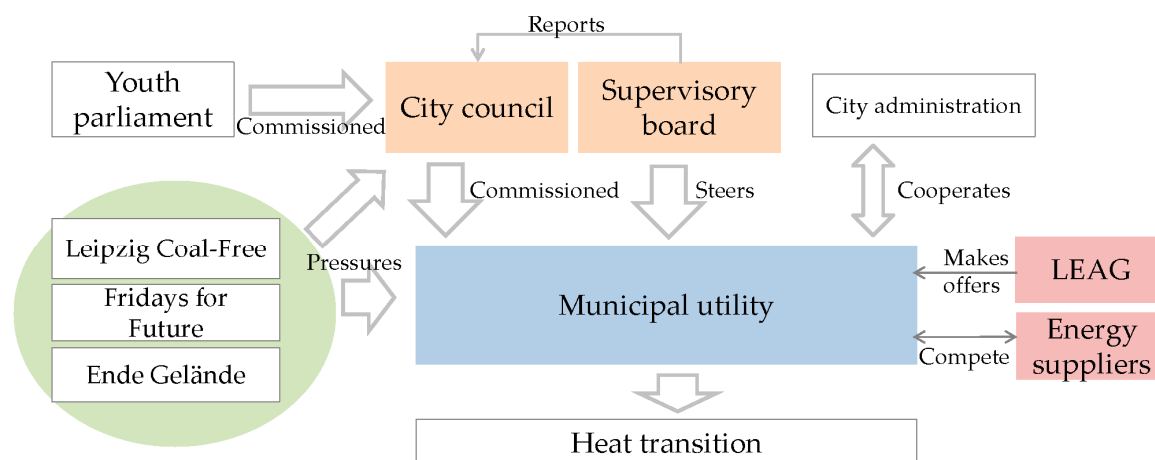 Reports
Youth
parliament
Commissioned
City council
Supervisory
board
City administration
Commissioned
Steers
Cooperates
Leipzig Coal-Free
Fridays for
Future
Ende Gelände
Pressures
Municipal utility
Makes
offers
LEAG
Compete
Energy
suppliers
Heat transition